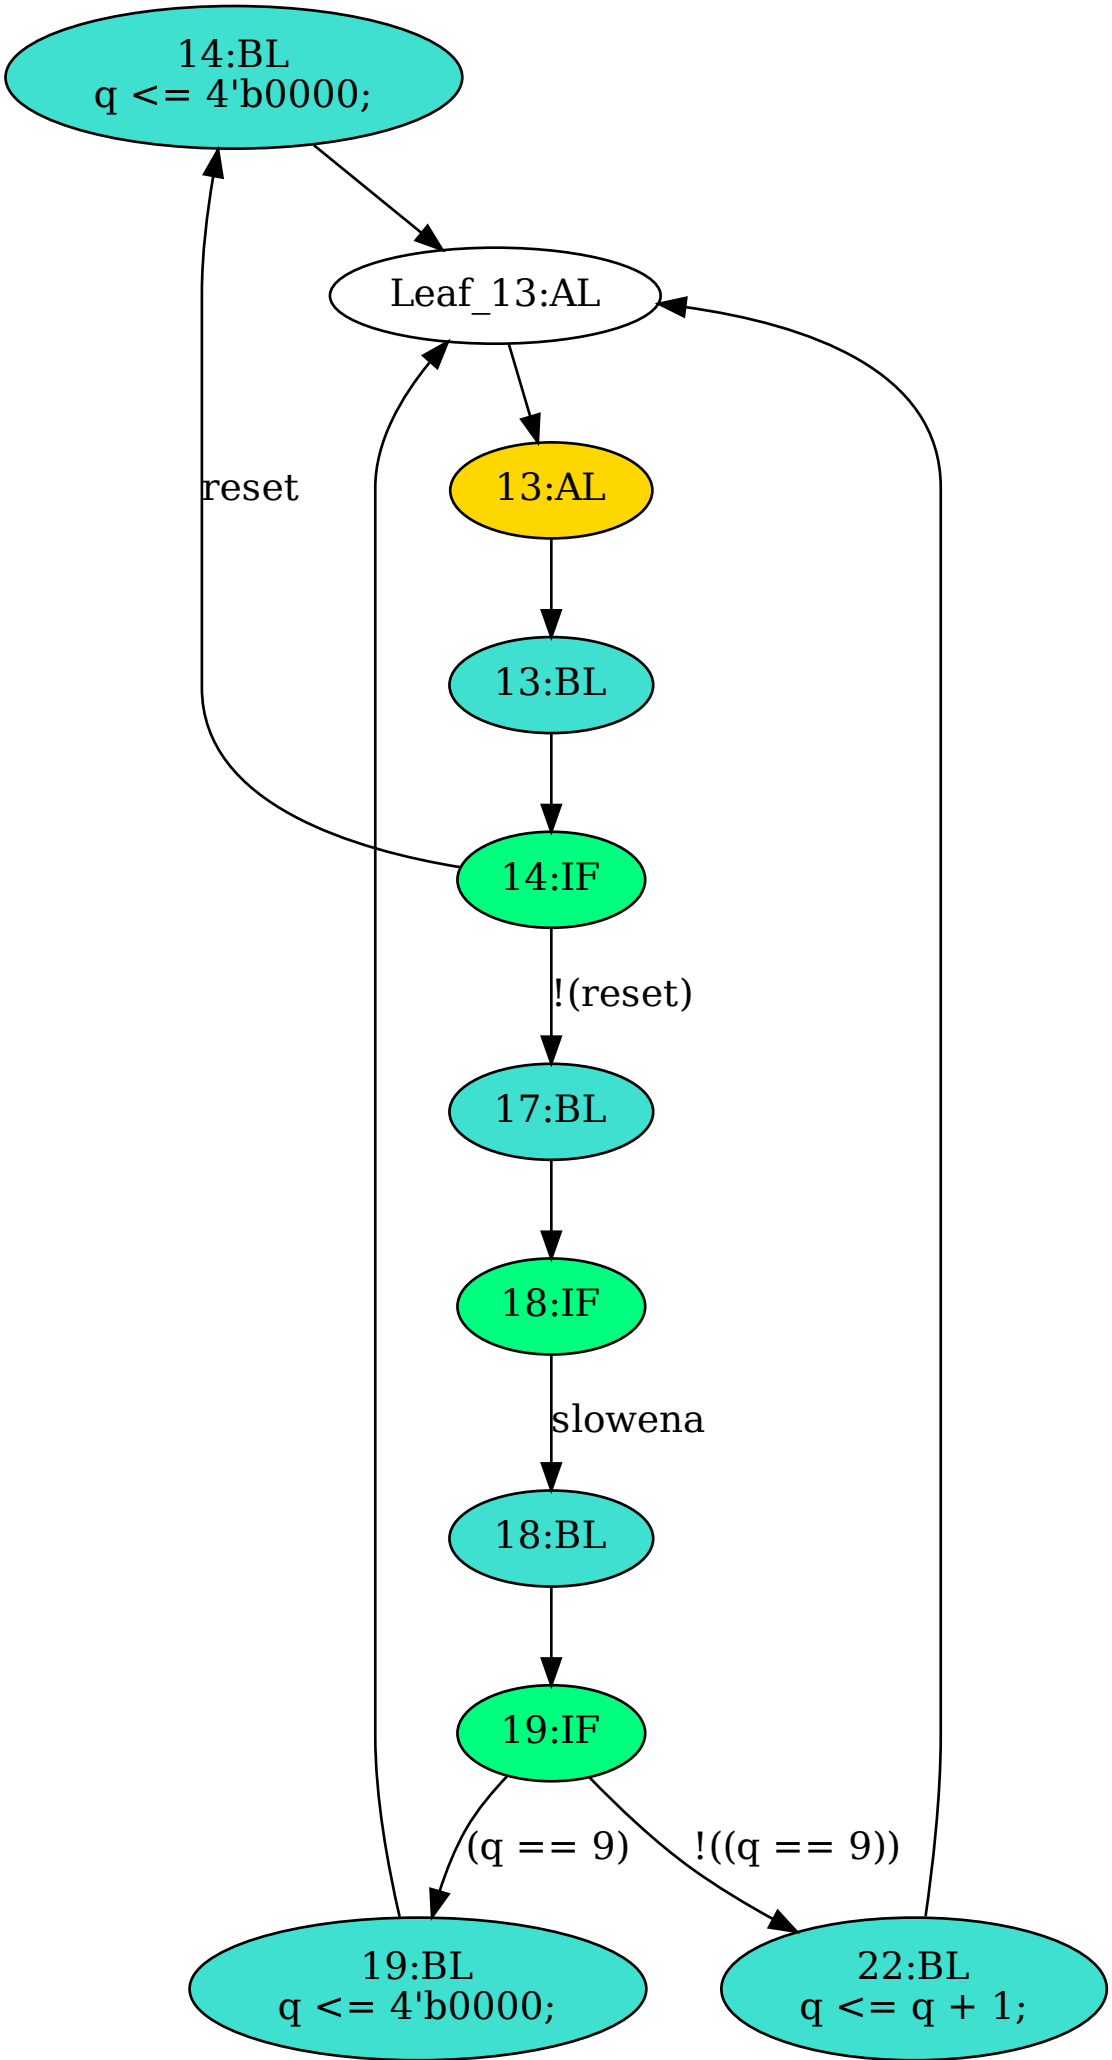 14:BL
q <= 4'b0000;
Leaf_13:AL
13:AL
reset
13:BL
14:IF
!(reset)
17:BL
18:IF
slowena
18:BL
19:IF
(q == 9)
!((q == 9))
19:BL
q <= 4'b0000;
22:BL
q <= q + 1;